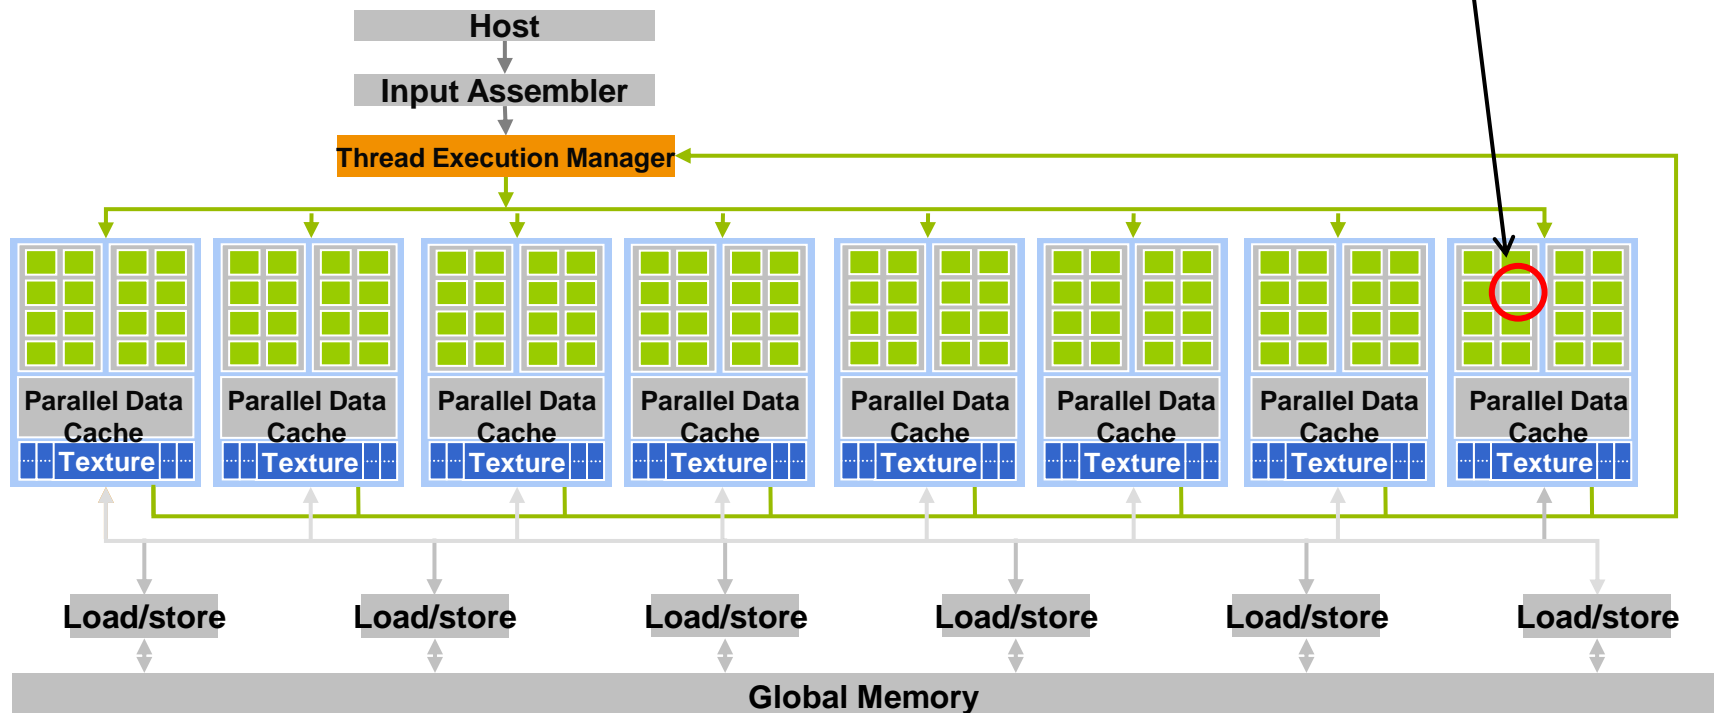 Host
Input Assembler
Thread Execution Manager
Parallel Data Cache
Parallel Data Cache
Parallel Data Cache
Parallel Data Cache
Parallel Data Cache
Parallel Data Cache
Parallel Data Cache
Parallel Data Cache
... ... Texture ... ...
... ... Texture ... ...
... ... Texture ... ...
... ... Texture ... ...
... ... Texture ... ...
... ... Texture ... ...
... ... Texture ... ...
... ... Texture ... ...
Load/store
Load/store
Load/store
Load/store
Load/store
Load/store
Global Memory